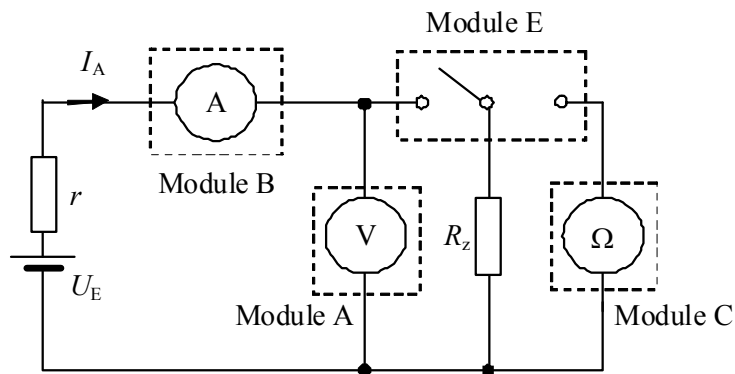 Module E
I_A
A
Module B
r
V
R_z
Ω
U_E
Module A
Module C